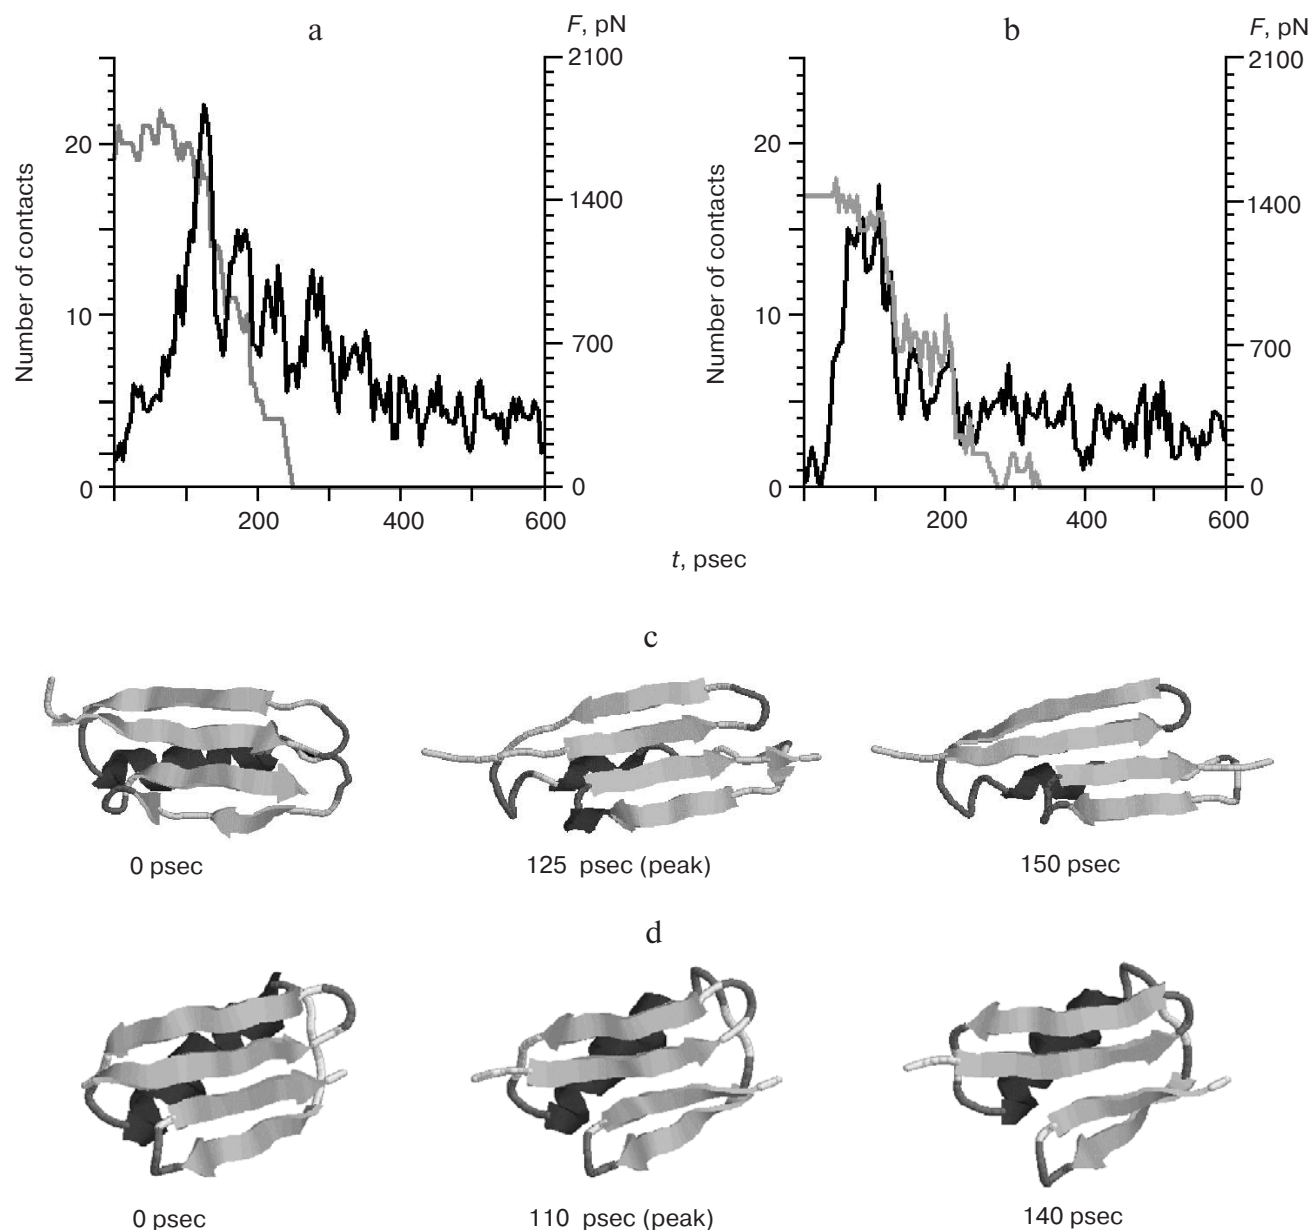 a
F, pN
2100
20
1400
10
700
0
0
200
400
600
Number of contacts
b
F, pN
2100
20
1400
10
700
0
0
200
400
600
Number of contacts
t, psec
c
0 psec
125 psec (peak)
150 psec
d
0 psec
110 psec (peak)
140 psec